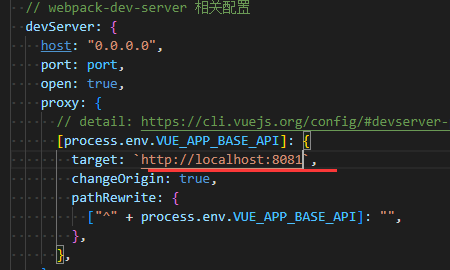 // webpack-dev-server 相关配置
devServer: {
host: "0.0.0.0",
port: port,
open: true,
proxy: {
// detail: https://cli.vuejs.org/config/#devserver-
[process.env.VUE_APP_BASE_API]: {
target: `http://localhost:8081`,
changeOrigin: true,
pathRewrite: {
["^" + process.env.VUE_APP_BASE_API]: "",
},
},